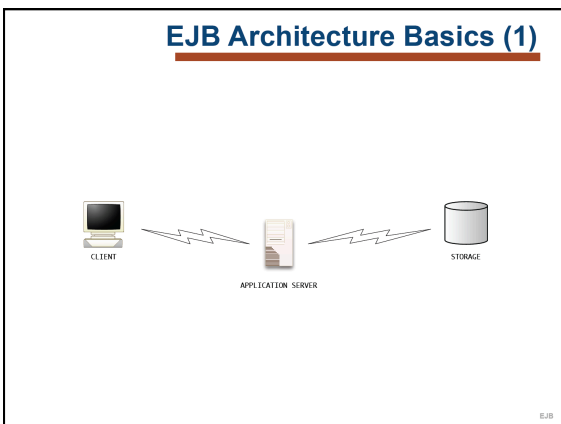 EJB Architecture Basics (1)
CLIENT
STORAGE
APPLICATION SERVER
EJB